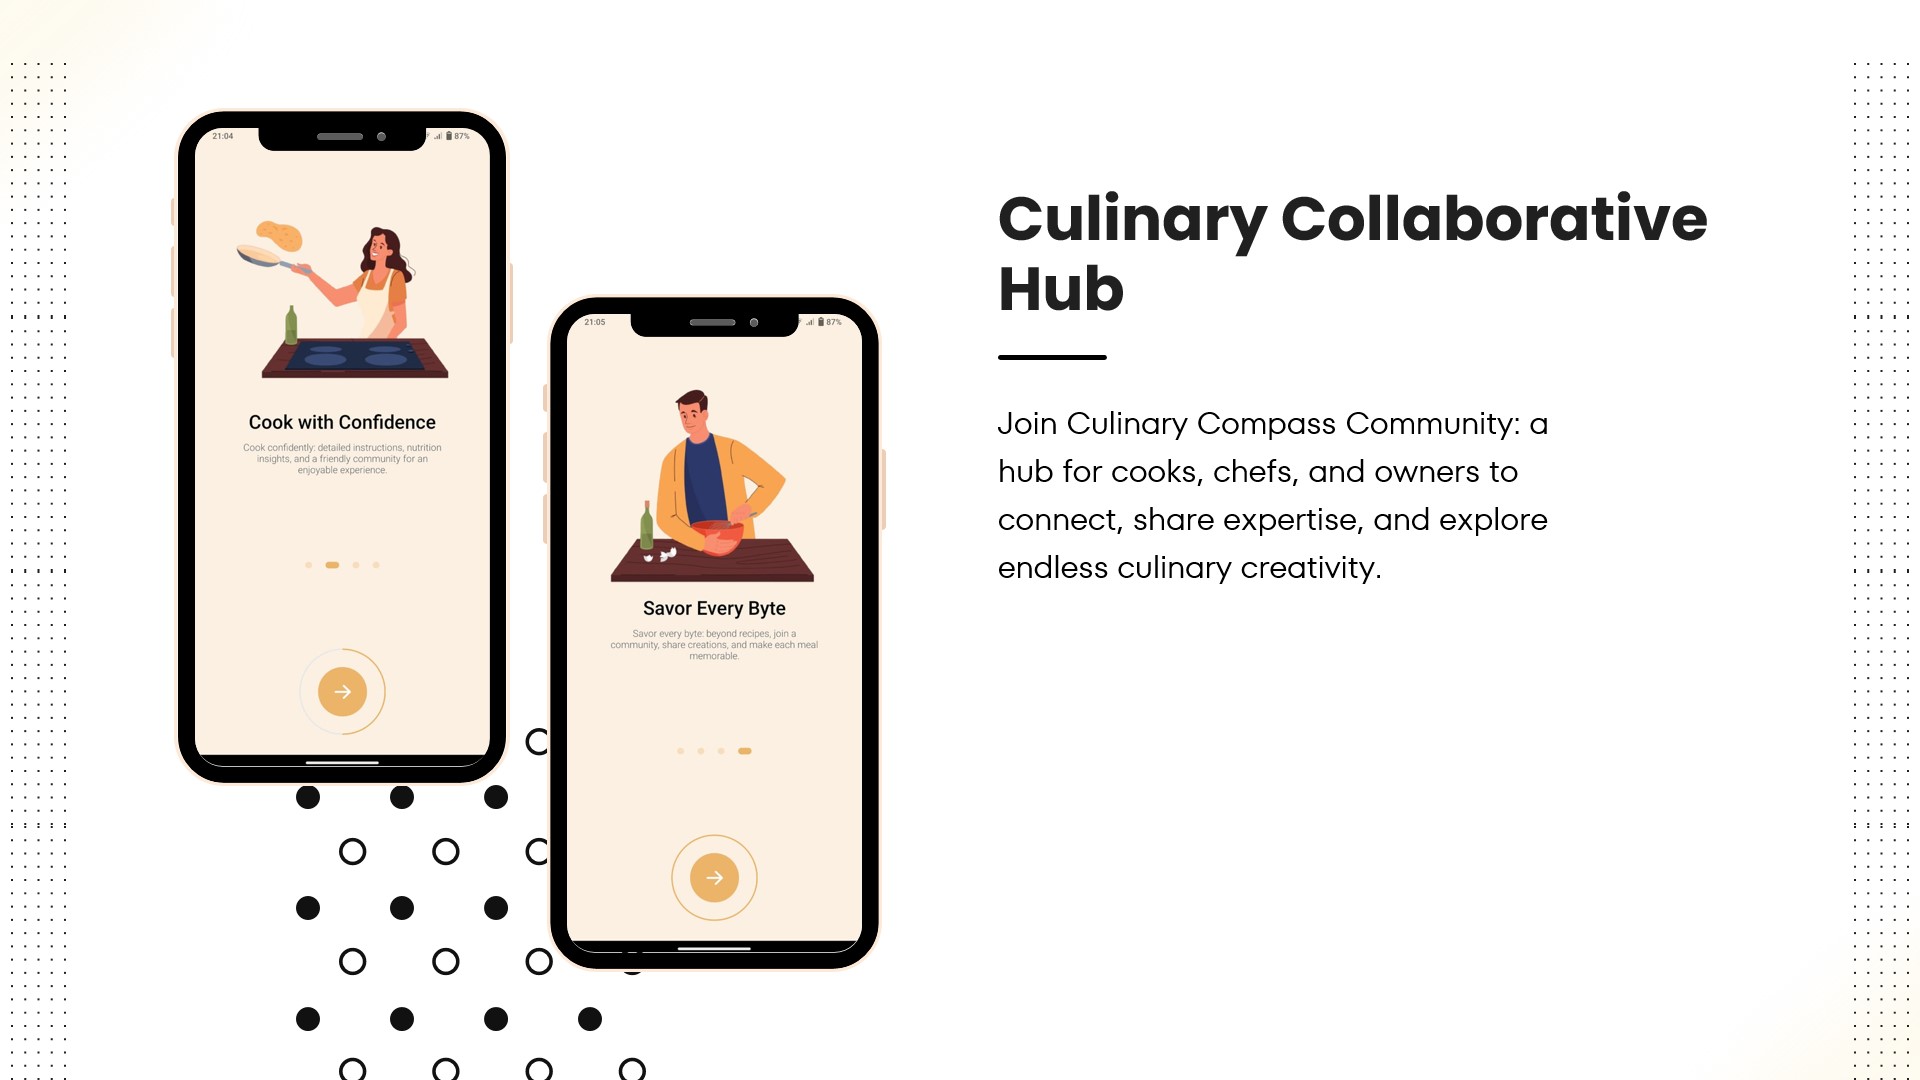 21:04
87%
Cook with Confidence
Cook confidently: detailed instructions, nutrition
insights, and a friendly community for an
enjoyable experience.
21:05
87%
Savor Every Byte
Savor every byte: beyond recipes, join a
community, share creations, and make each meal
memorable.
Culinary Collaborative
Hub
Join Culinary Compass Community: a
hub for cooks, chefs, and owners to
connect, share expertise, and explore
endless culinary creativity.